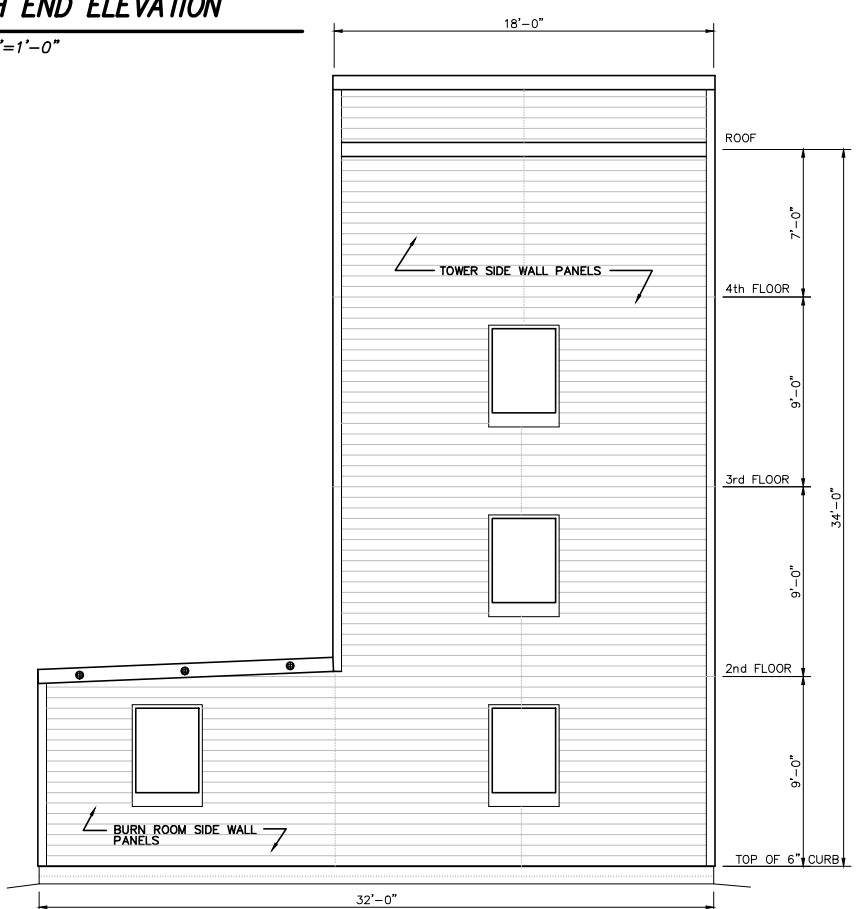 END ELEVATION
=1'-0"
18'-0"
ROOF
7'-0"
TOWER SIDE WALL PANELS
4th FLOOR
9'-0"
3rd FLOOR
34'-0"
9'-0"
2nd FLOOR
9'-0"
BURN ROOM SIDE WALL
PANELS
TOP OF 6" CURB
32'-0"